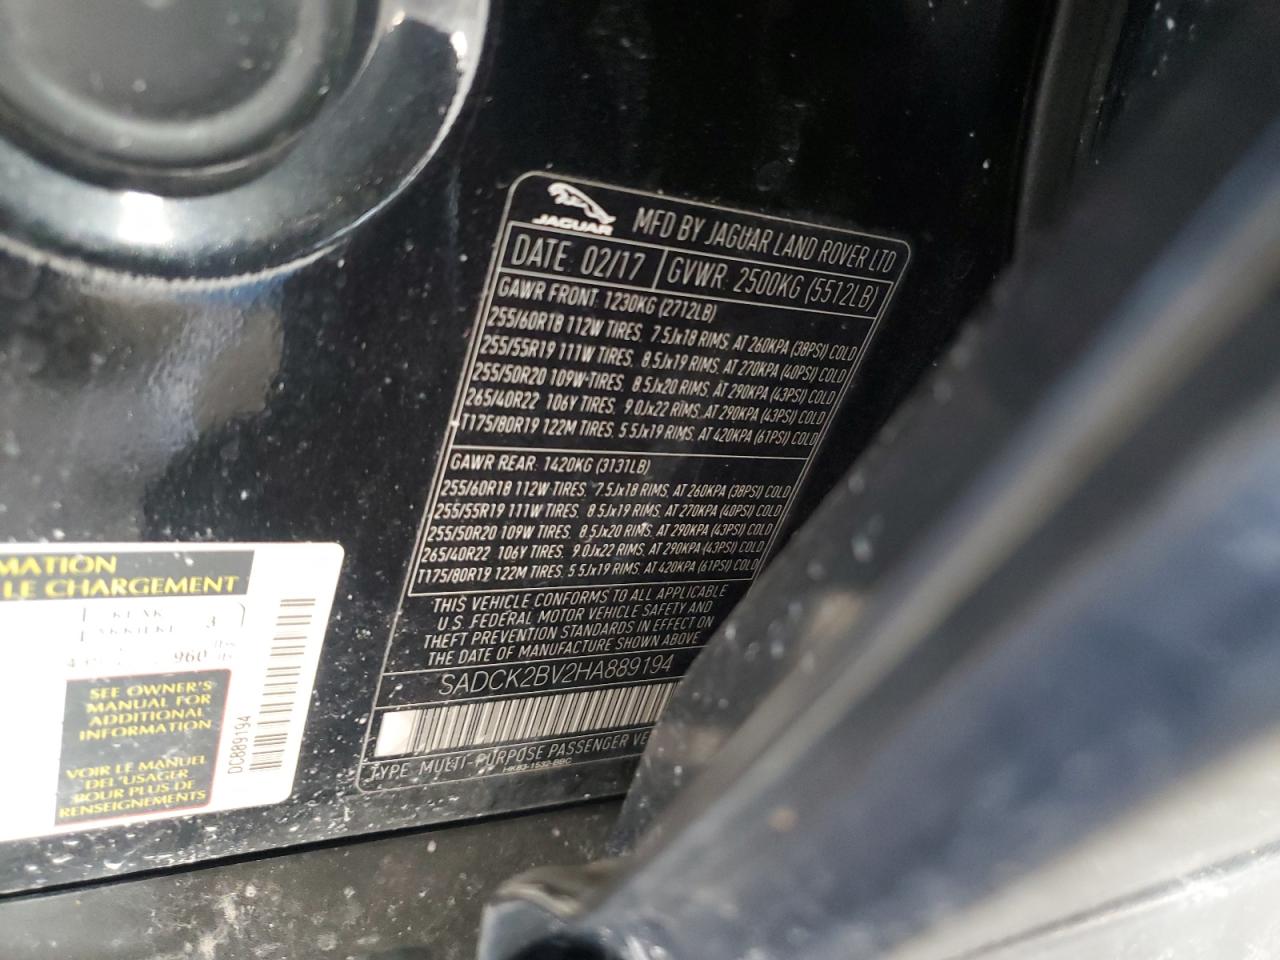 JAGUAR
MFD BY JAGUAR LAND ROVER LTD
DATE: 02/17
GVWR: 2500KG (5512LB)
GAWR FRONT: 1230KG (2712LB)
255/60R18 112W TIRES, 7.5Jx18 RIMS, AT 260KPA (38PSI) COLD
255/55R19 111W TIRES, 8.5Jx19 RIMS, AT 270KPA (40PSI) COLD
255/50R20 109W TIRES, 8.5Jx20 RIMS, AT 290KPA (43PSI) COLD
265/40R22 106Y TIRES, 9.0Jx22 RIMS, AT 290KPA (43PSI) COLD
T175/80R19 122M TIRES, 5.5Jx19 RIMS, AT 420KPA (61PSI) COLD
GAWR REAR: 1420KG (3131LB)
255/60R18 112W TIRES, 7.5Jx18 RIMS, AT 260KPA (38PSI) COLD
255/55R19 111W TIRES, 8.5Jx19 RIMS, AT 270KPA (40PSI) COLD
255/50R20 109W TIRES, 8.5Jx20 RIMS, AT 290KPA (43PSI) COLD
265/40R22 106Y TIRES, 9.0Jx22 RIMS, AT 290KPA (43PSI) COLD
T175/80R19 122M TIRES, 5.5Jx19 RIMS, AT 420KPA (61PSI) COLD
THIS VEHICLE CONFORMS TO ALL APPLICABLE
U.S. FEDERAL MOTOR VEHICLE SAFETY AND
THEFT PREVENTION STANDARDS IN EFFECT ON
THE DATE OF MANUFACTURE SHOWN ABOVE
SADCK2BV2HA889194
TYPE: MULTI-PURPOSE PASSENGER VE
HK83-1532-BBC
MATION
LE CHARGEMENT
3
960
SEE OWNER'S
MANUAL FOR
ADDITIONAL
INFORMATION
VOIR LE MANUEL
DEL'USAGER
POUR PLUS DE
RENSEIGNEMENTS
DC889194